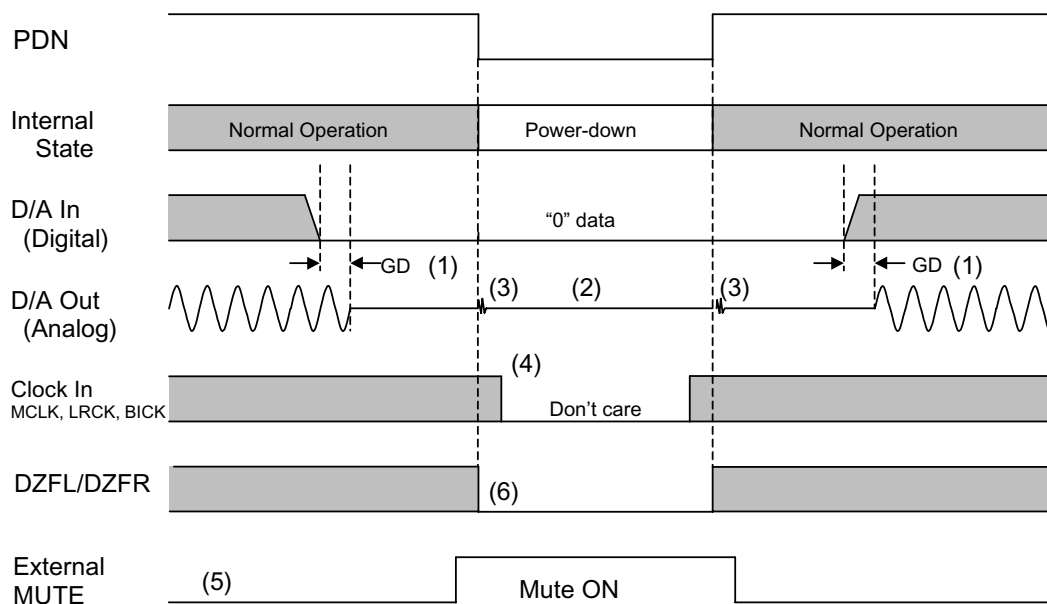 PDN
Internal
State
Normal Operation
Power-down
Normal Operation
D/A In
(Digital)
“0” data
GD
(1)
GD
(1)
D/A Out
(Analog)
(3)
(2)
(3)
Clock In
MCLK, LRCK, BICK
(4)
Don’t care
DZFL/DZFR
(6)
External
MUTE
(5)
Mute ON